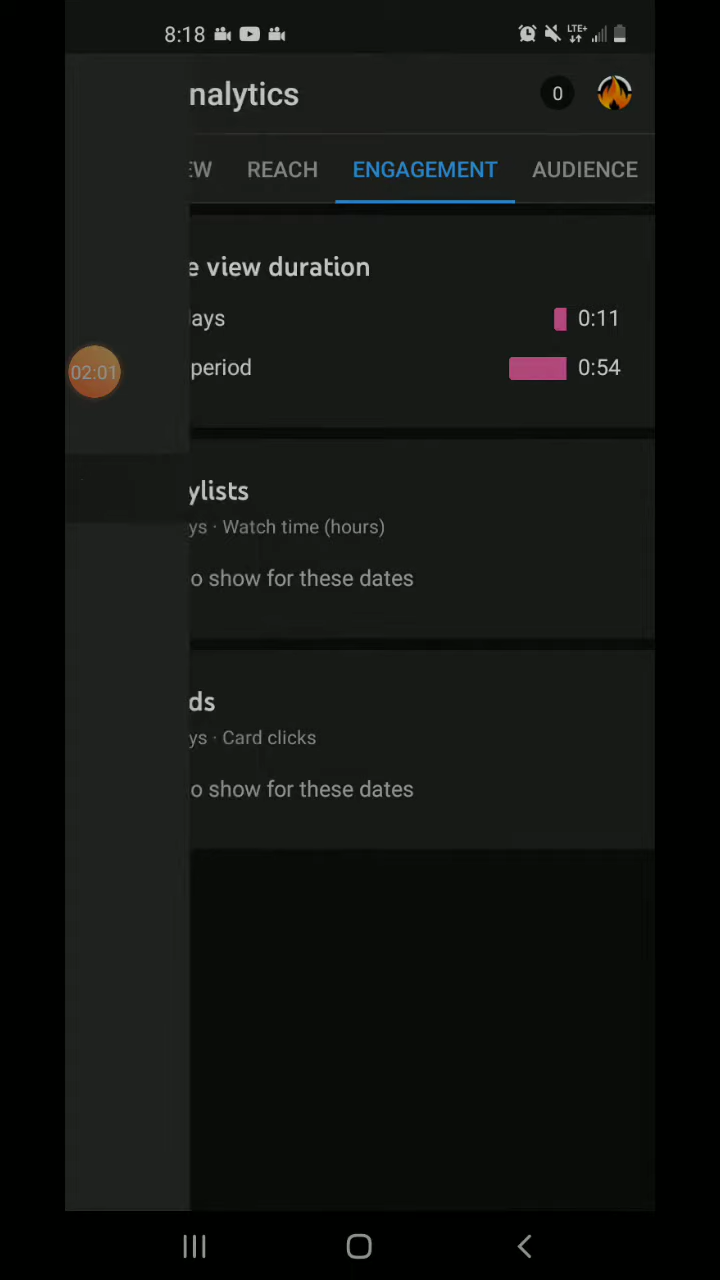 8:18 LTE+
nalytics 0
EW REACH ENGAGEMENT AUDIENCE
e view duration
ays 0:11
period 0:54
02:01
ylists
ys · Watch time (hours)
o show for these dates
ds
ys · Card clicks
o show for these dates